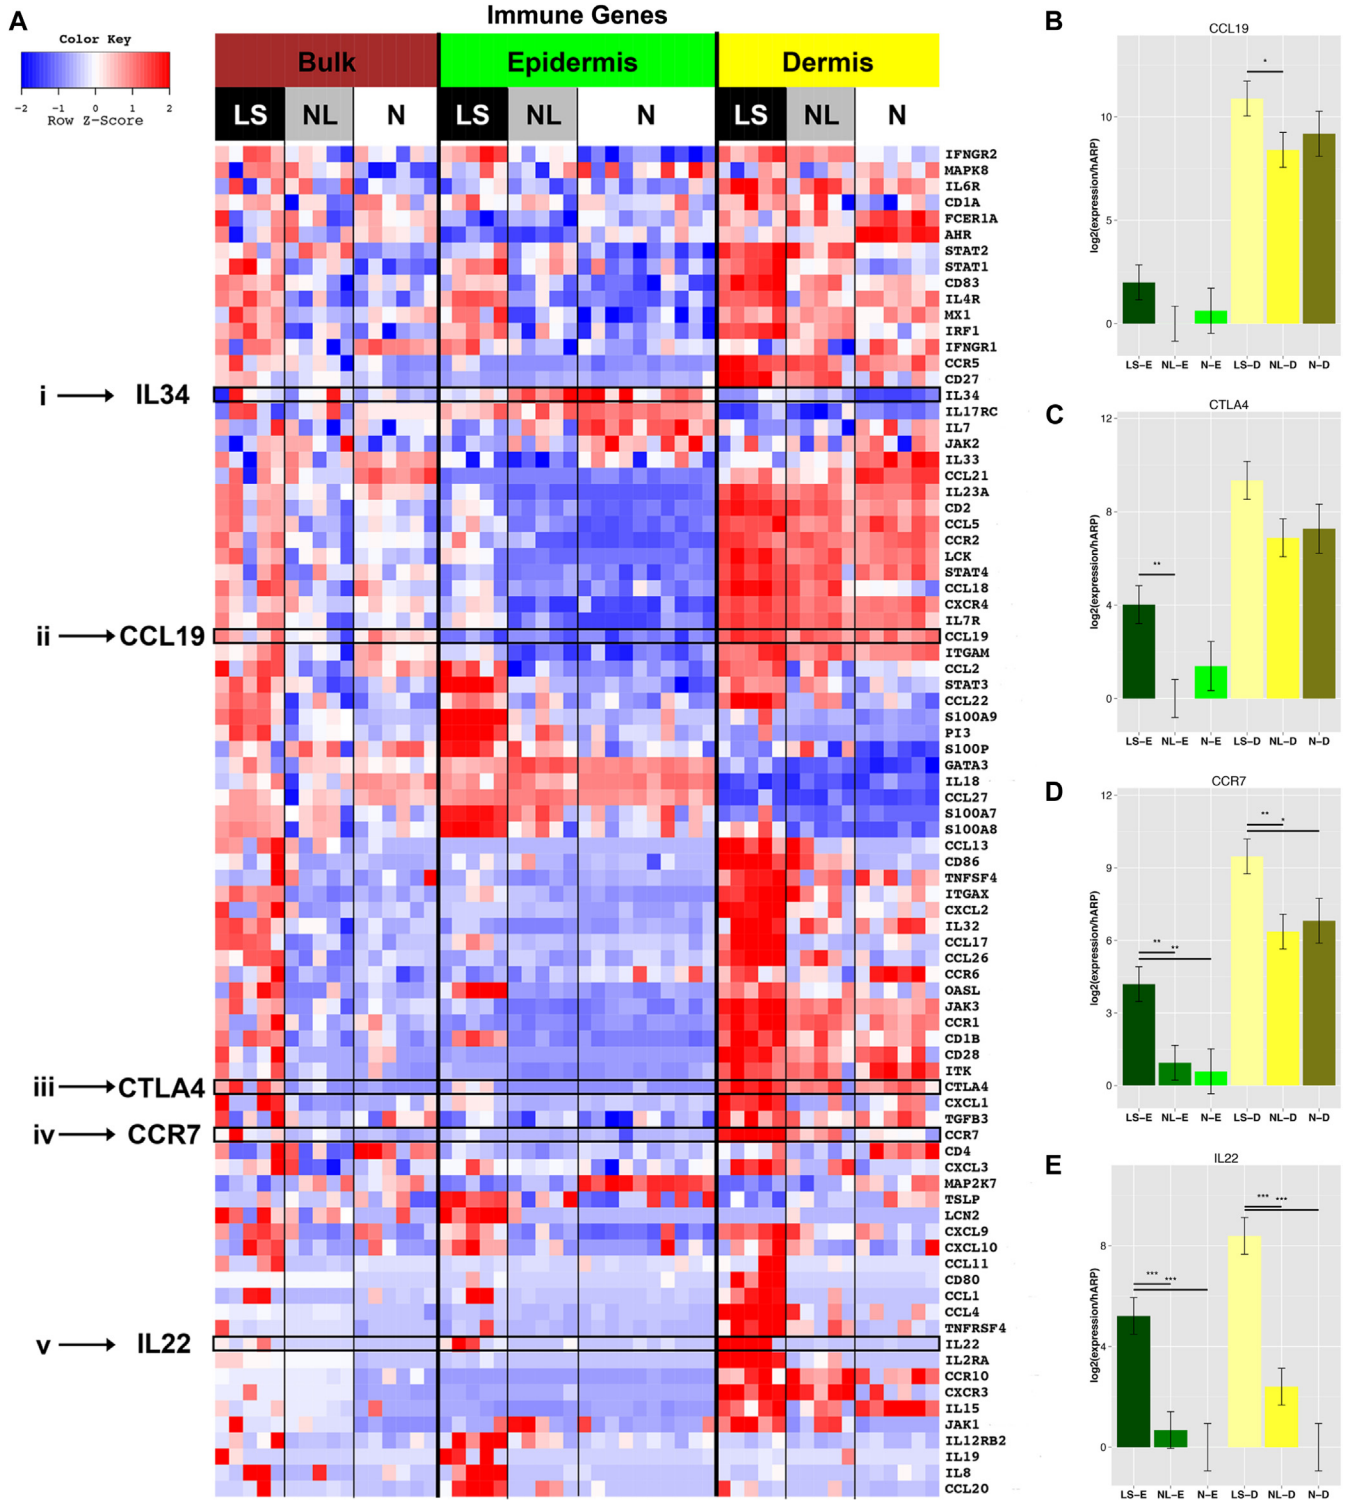 A
Immune Genes
Color Key
-2 -1 0 1 2
Row Z-Score
Bulk Epidermis Dermis
LS NL N LS NL N LS NL N
IFNGR2
MAPK8
IL6R
CD1A
FCER1A
AHR
STAT2
STAT1
CD83
IL4R
MX1
IRF1
IFNGR1
CCR5
CD27
i IL34 IL34
IL17RC
IL7
JAK2
IL33
CCL21
IL23A
CD2
CCL5
CCR2
LCK
STAT4
CCL18
CXCR4
IL7R
ii CCL19 CCL19
ITGAM
CCL2
STAT3
CCL22
S100A9
PI3
S100P
GATA3
IL18
CCL27
S100A7
S100A8
CCL13
CD86
TNFSF4
ITGAX
CXCL2
IL32
CCL17
CCL26
CCR6
OASL
JAK3
CCR1
CD1B
CD28
ITK
iii CTLA4 CTLA4
CXCL1
TGFB3
iv CCR7 CCR7
CD4
CXCL3
MAP2K7
TSLP
LCN2
CXCL9
CXCL10
CCL11
CD80
CCL1
CCL4
TNFRSF4
v IL22 IL22
IL2RA
CCR10
CXCR3
IL15
JAK1
IL12RB2
IL19
IL8
CCL20
B
CCL19
log2(expression/hARP)
10
5
0
*
LS-E NL-E N-E LS-D NL-D N-D
C
CTLA4
log2(expression/hARP)
12
8
4
0
**
LS-E NL-E N-E LS-D NL-D N-D
D
CCR7
log2(expression/hARP)
12
9
6
3
0
** **
** *
LS-E NL-E N-E LS-D NL-D N-D
E
IL22
log2(expression/hARP)
8
4
0
*** ***
*** ***
LS-E NL-E N-E LS-D NL-D N-D